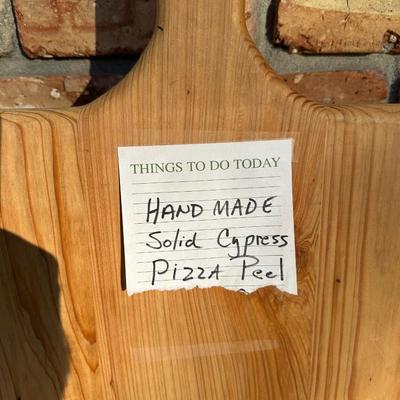 THINGS TO DO TODAY
HAND MADE
Solid Cypress
PIZZA Peel